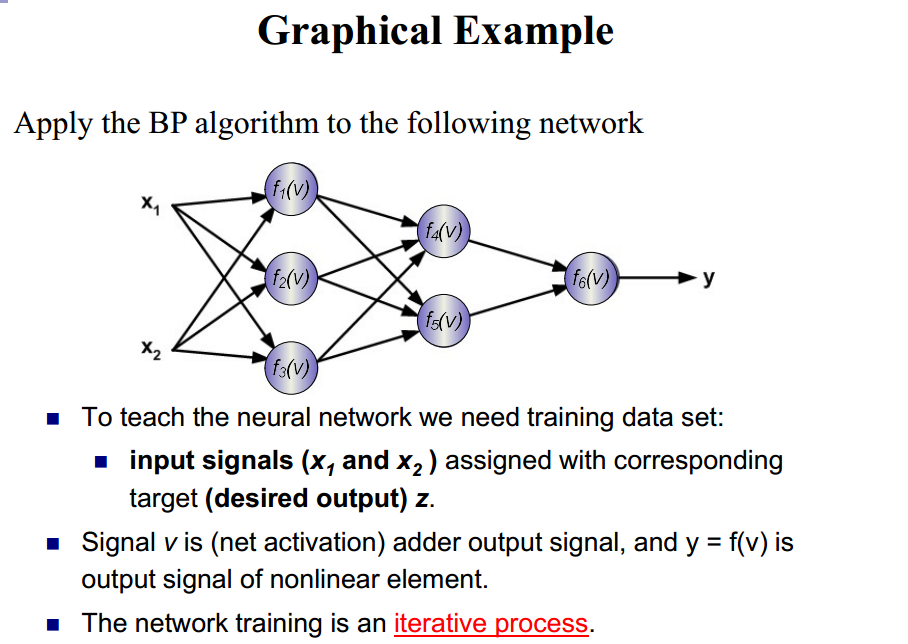 Graphical Example
Apply the BP algorithm to the following network
x₁
f₁(v)
f₄(v)
f₂(v)
f₆(v)
y
f₅(v)
x₂
f₃(v)
■ To teach the neural network we need training data set:
■ input signals (x₁ and x₂ ) assigned with corresponding
target (desired output) z.
■ Signal v is (net activation) adder output signal, and y = f(v) is
output signal of nonlinear element.
■ The network training is an iterative process.